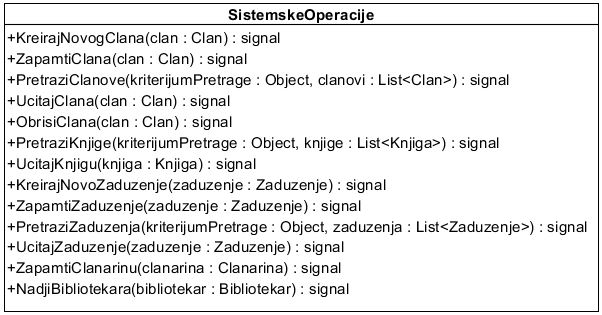 SistemskeOperacije
+KreirajNovogClana(clan : Clan) : signal
+ZapamtiClana(clan : Clan) : signal
+PretraziClanove(kriterijumPretrage : Object, clanovi : List<Clan>) : signal
+UcitajClana(clan : Clan) : signal
+ObrisiClana(clan : Clan) : signal
+PretraziKnjige(kriterijumPretrage : Object, knjige : List<Knjiga>) : signal
+UcitajKnjigu(knjiga : Knjiga) : signal
+KreirajNovoZaduzenje(zaduzenje : Zaduzenje) : signal
+ZapamtiZaduzenje(zaduzenje : Zaduzenje) : signal
+PretraziZaduzenja(kriterijumPretrage : Object, zaduzenja : List<Zaduzenje>) : signal
+UcitajZaduzenje(zaduzenje : Zaduzenje) : signal
+ZapamtiClanarinu(clanarina : Clanarina) : signal
+NadjiBibliotekara(bibliotekar : Bibliotekar) : signal